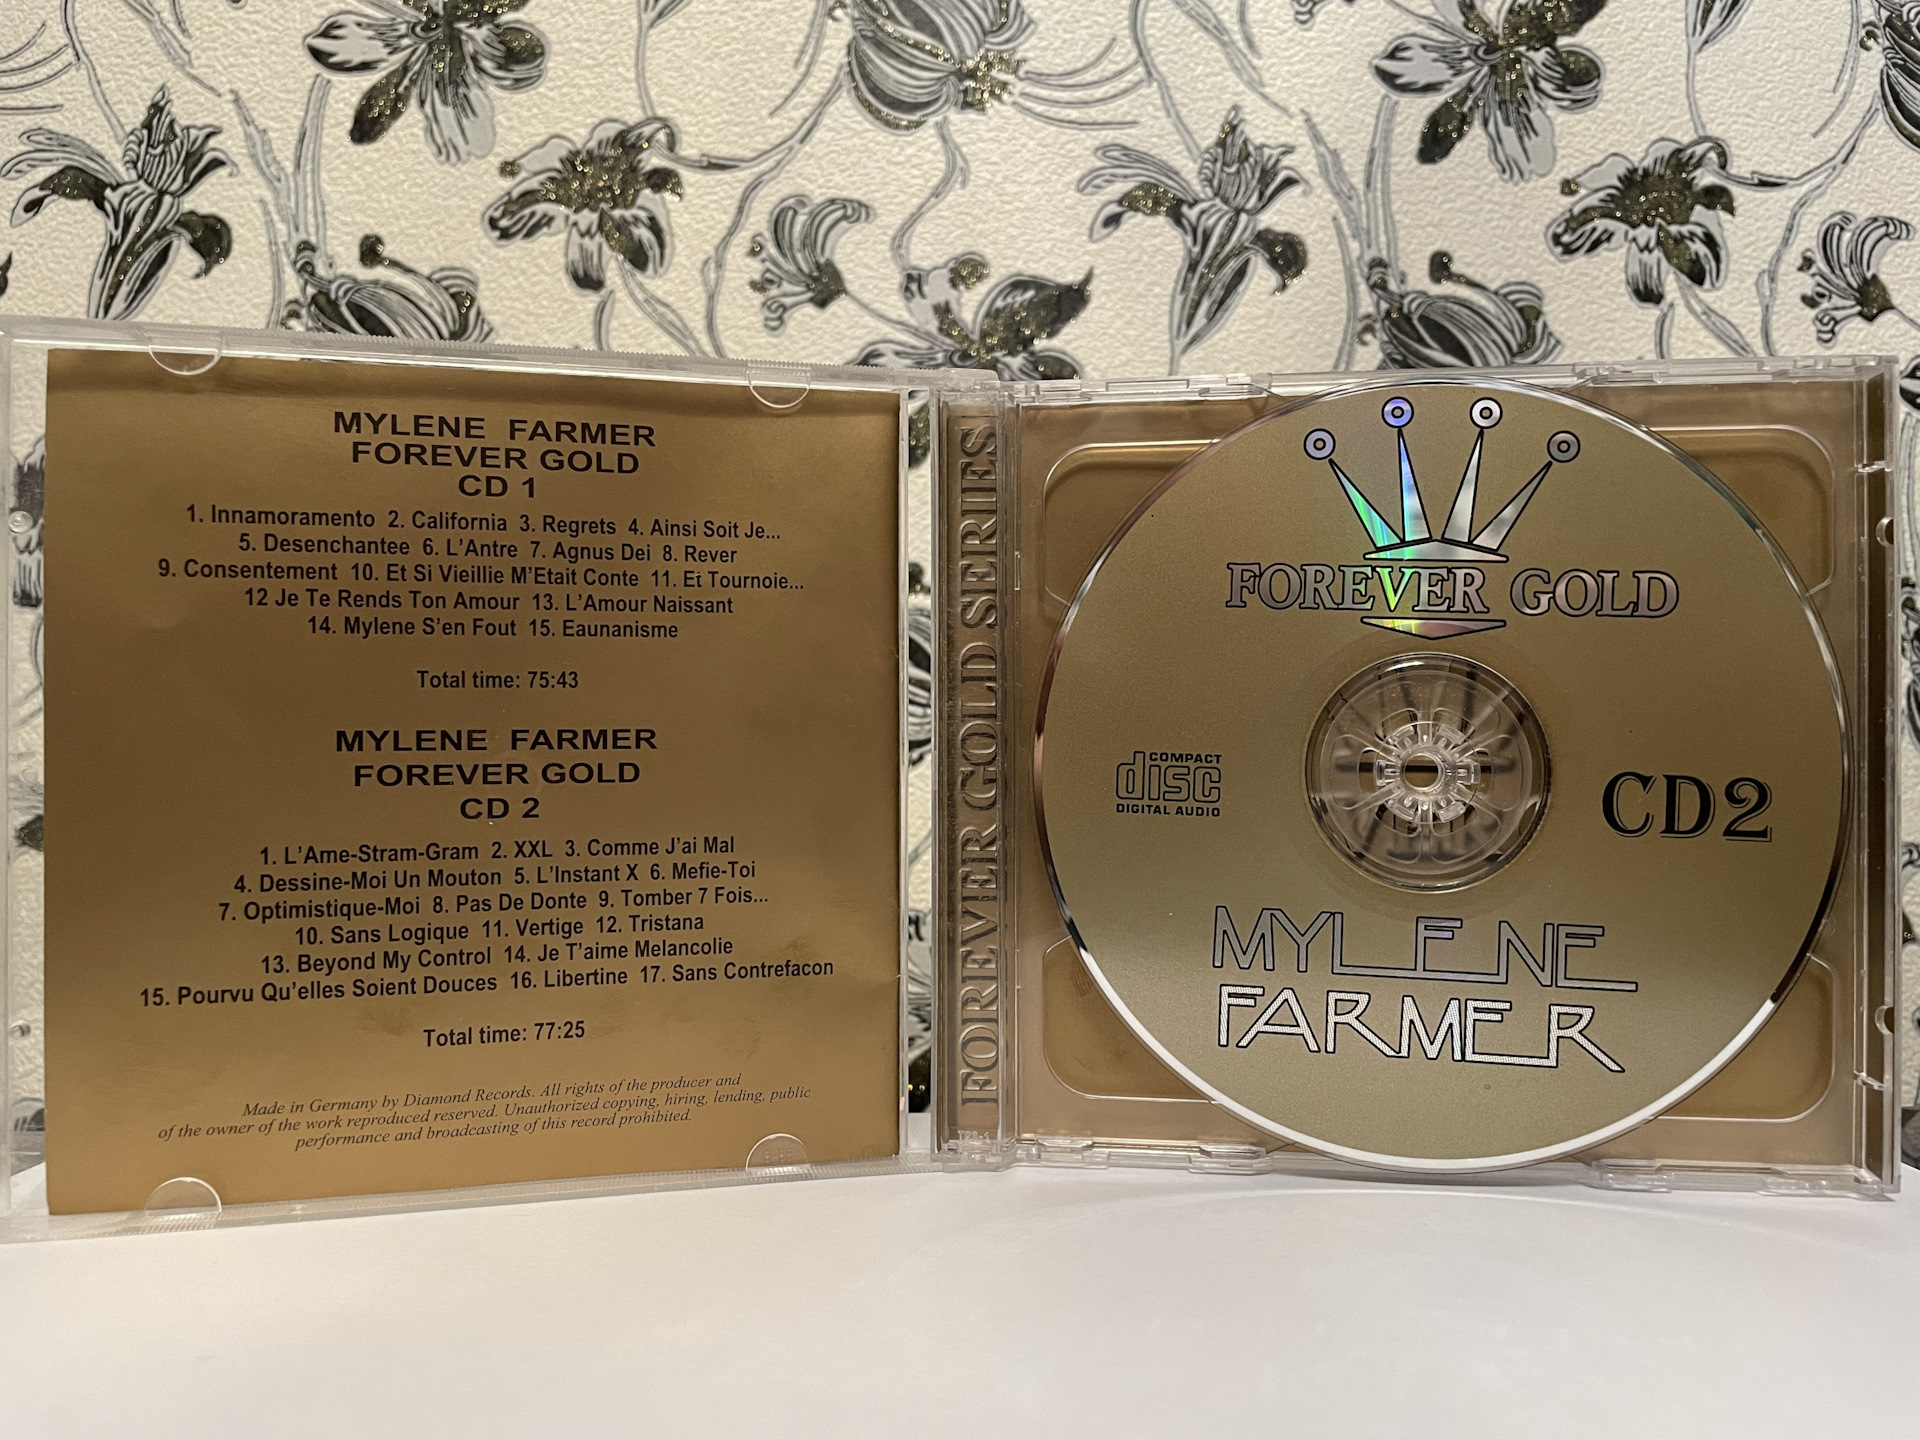 MYLENE FARMER
FOREVER GOLD
CD 1
1. Innamoramento 2. California 3. Regrets 4. Ainsi Soit Je...
5. Desenchantee 6. L'Antre 7. Agnus Dei 8. Rever
9. Consentement 10. Et Si Vieillie M'Etait Conte 11. Et Tournoie...
12 Je Te Rends Ton Amour 13. L'Amour Naissant
14. Mylene S'en Fout 15. Eaunanisme
Total time: 75:43
MYLENE FARMER
FOREVER GOLD
CD 2
1. L'Ame-Stram-Gram 2. XXL 3. Comme J'ai Mal
4. Dessine-Moi Un Mouton 5. L'Instant X 6. Mefie-Toi
7. Optimistique-Moi 8. Pas De Donte 9. Tomber 7 Fois...
10. Sans Logique 11. Vertige 12. Tristana
13. Beyond My Control 14. Je T'aime Melancolie
15. Pourvu Qu'elles Soient Douces 16. Libertine 17. Sans Contrefacon
Total time: 77:25
Made in Germany by Diamond Records. All rights of the producer and
of the owner of the work reproduced reserved. Unauthorized copying, hiring, lending, public
performance and broadcasting of this record prohibited.
FOREVER GOLD SERIES
FOREVER GOLD
COMPACT
disc
DIGITAL AUDIO
CD2
MYLENE
FARMER